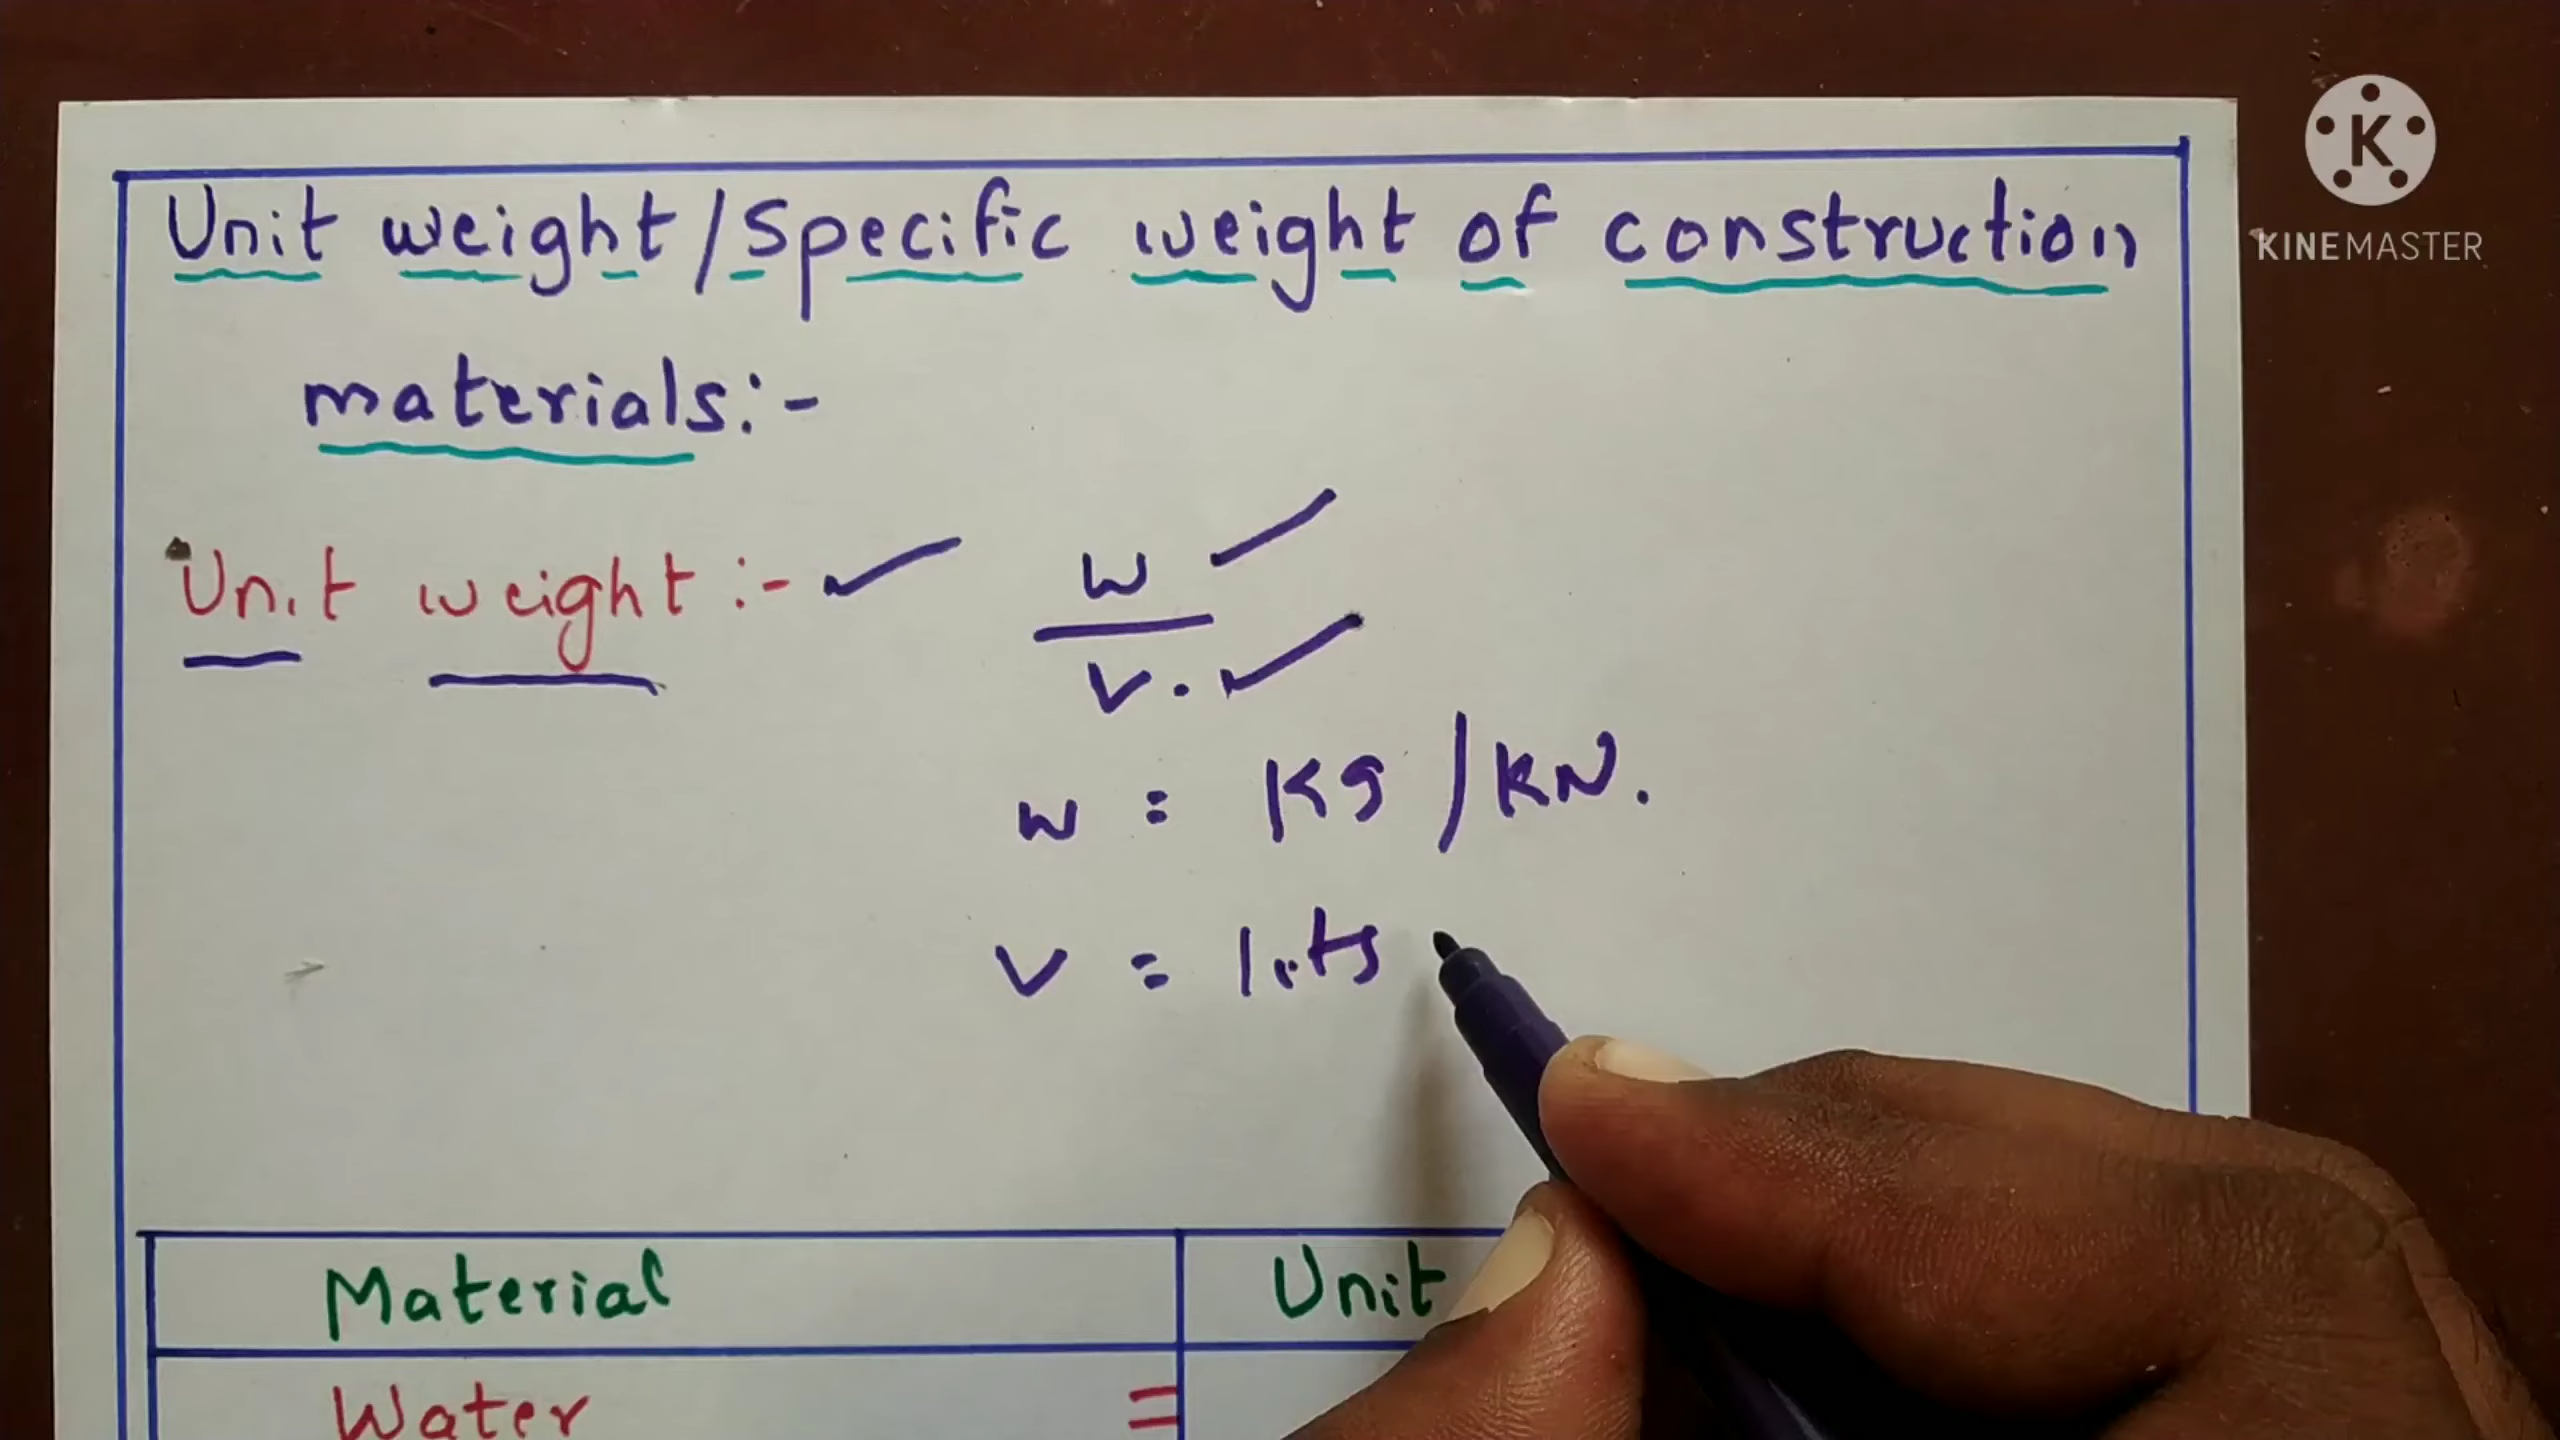 Unit weight/specific weight of construction
materials:-
Unit weight:-
w
v.
w = Kg/KN.
v = lits
Material
Unit
Water =
K
KINEMASTER